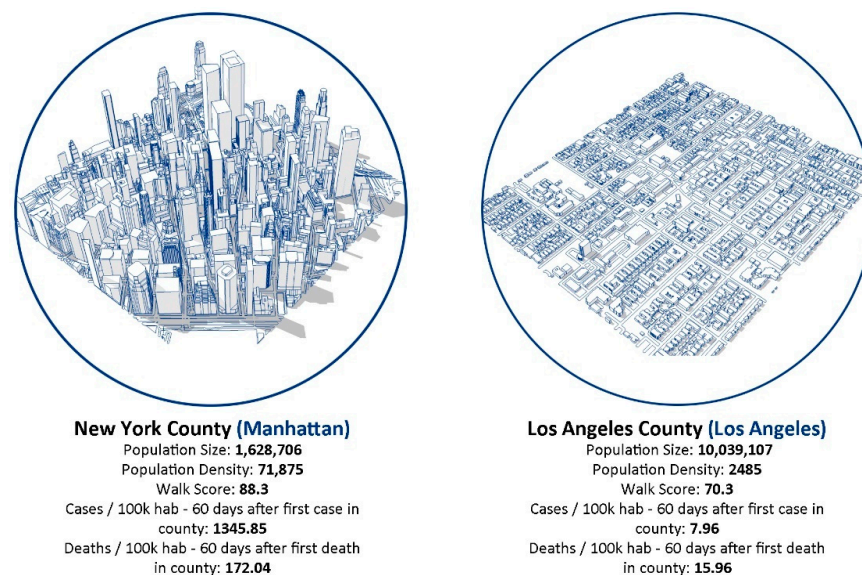 New York County (Manhattan)
Population Size: 1,628,706
Population Density: 71,875
Walk Score: 88.3
Cases / 100k hab - 60 days after first case in
county: 1345.85
Deaths / 100k hab - 60 days after first death
in county: 172.04
Los Angeles County (Los Angeles)
Population Size: 10,039,107
Population Density: 2485
Walk Score: 70.3
Cases / 100k hab - 60 days after first case in
county: 7.96
Deaths / 100k hab - 60 days after first death
in county: 15.96